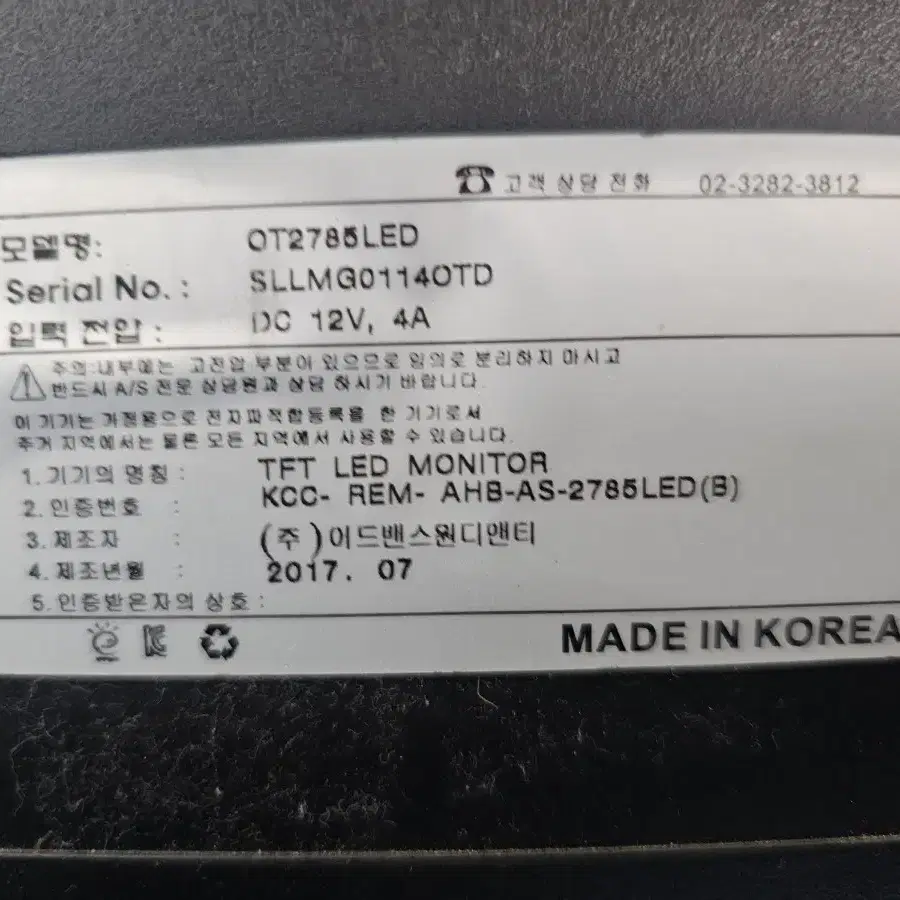 ☎ 고객 상담 전화 02-3282-3812
모델명: OT2785LED
Serial No. : SLLMG0114OTD
입력 전압 : DC 12V, 4A
주의:내부에는 고전압 부분이 있으므로 임의로 분리하지 마시고
반드시 A/S 전문 상담원과 상담 하시기 바랍니다.
이 기기는 가정용으로 전자파적합등록을 한 기기로서
주거 지역에서는 물론 모든 지역에서 사용할 수 있습니다.
1. 기기의 명칭 : TFT LED MONITOR
2. 인증번호 : KCC- REM- AHB-AS-2785LED(B)
3. 제조자 : (주)이드밴스원디앤티
4. 제조년월 : 2017. 07
5. 인증받은자의 상호 :
MADE IN KOREA